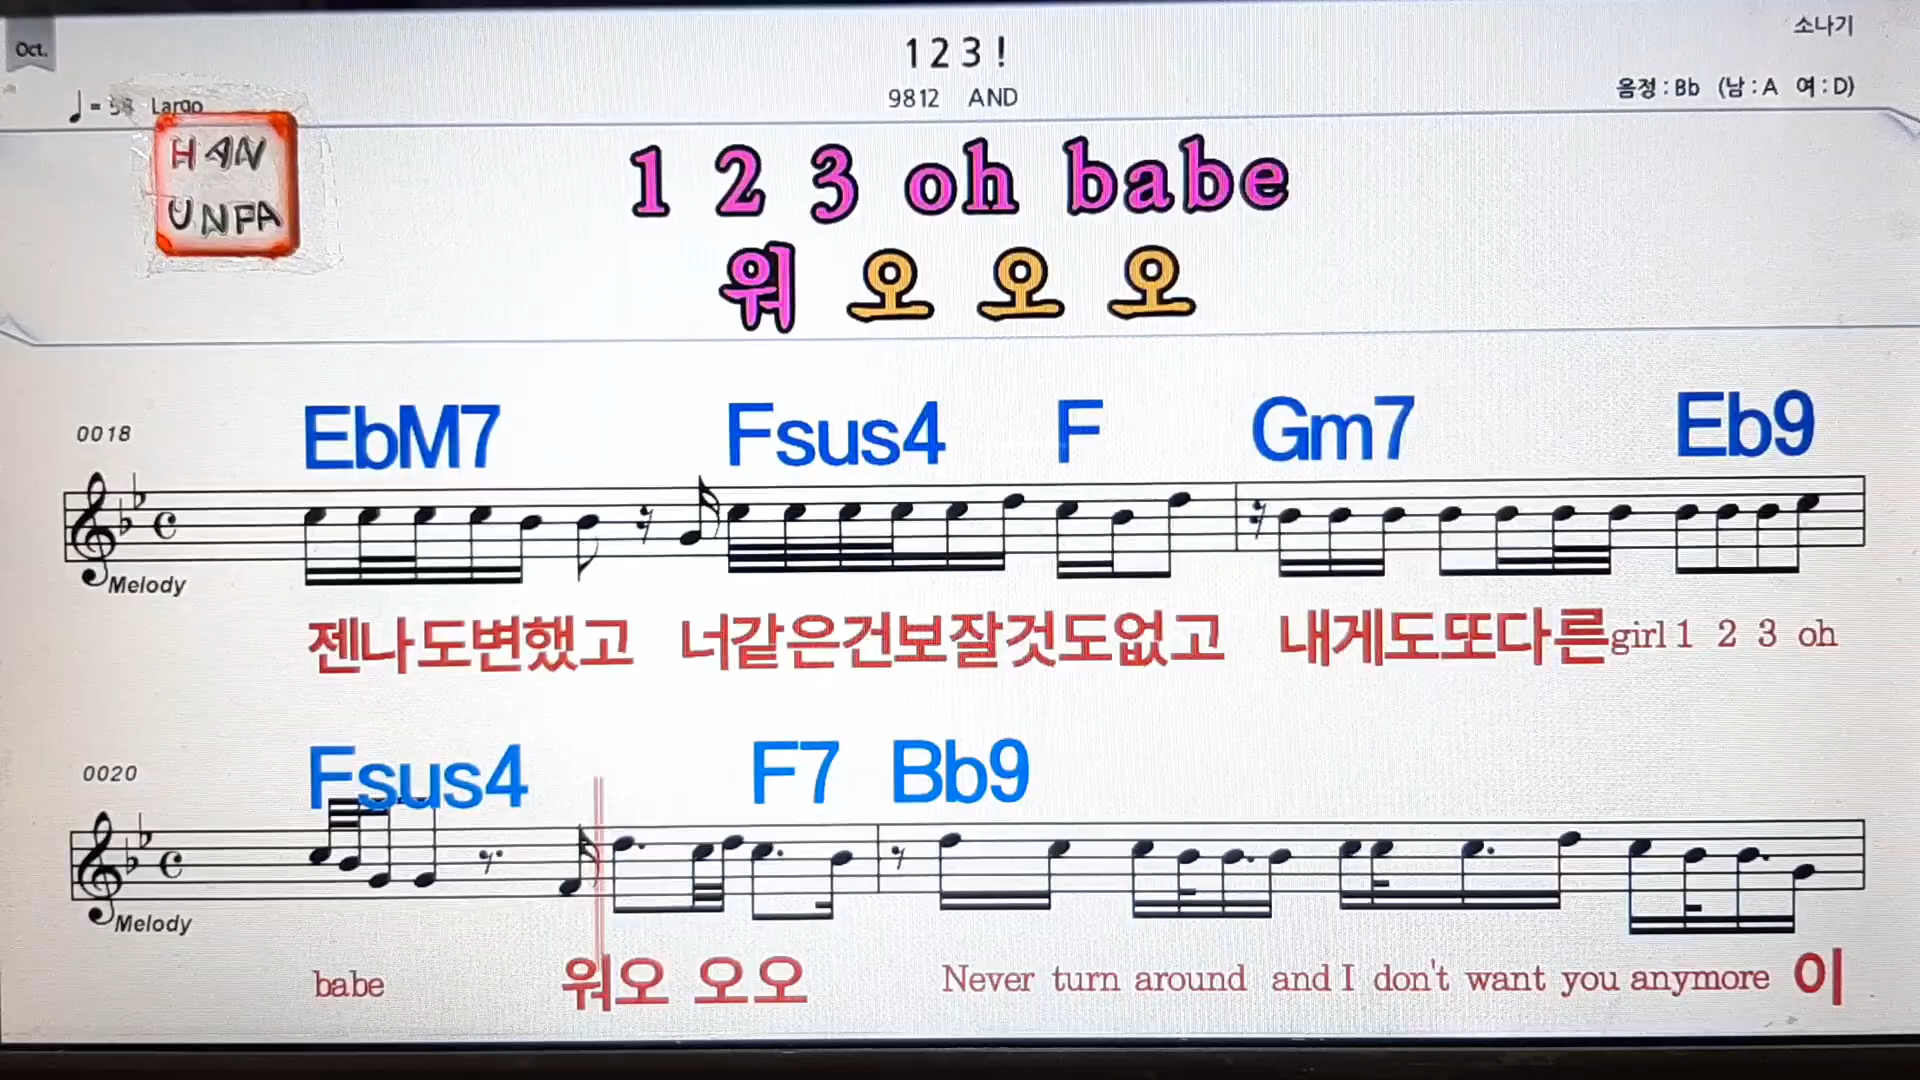 Oct.
1 2 3 !
소나기
♩ = 58 Largo
9812 AND
음정 : Bb (남 : A 여 : D)
HAN
UNPA
1 2 3 oh babe
워 오 오 오
0018
EbM7 Fsus4 F Gm7 Eb9
Melody
젠나도변했고 너같은건보잘것도없고 내게도또다른girl 1 2 3 oh
0020
Fsus4 F7 Bb9
Melody
babe 워오 오오 Never turn around and I don't want you anymore 이